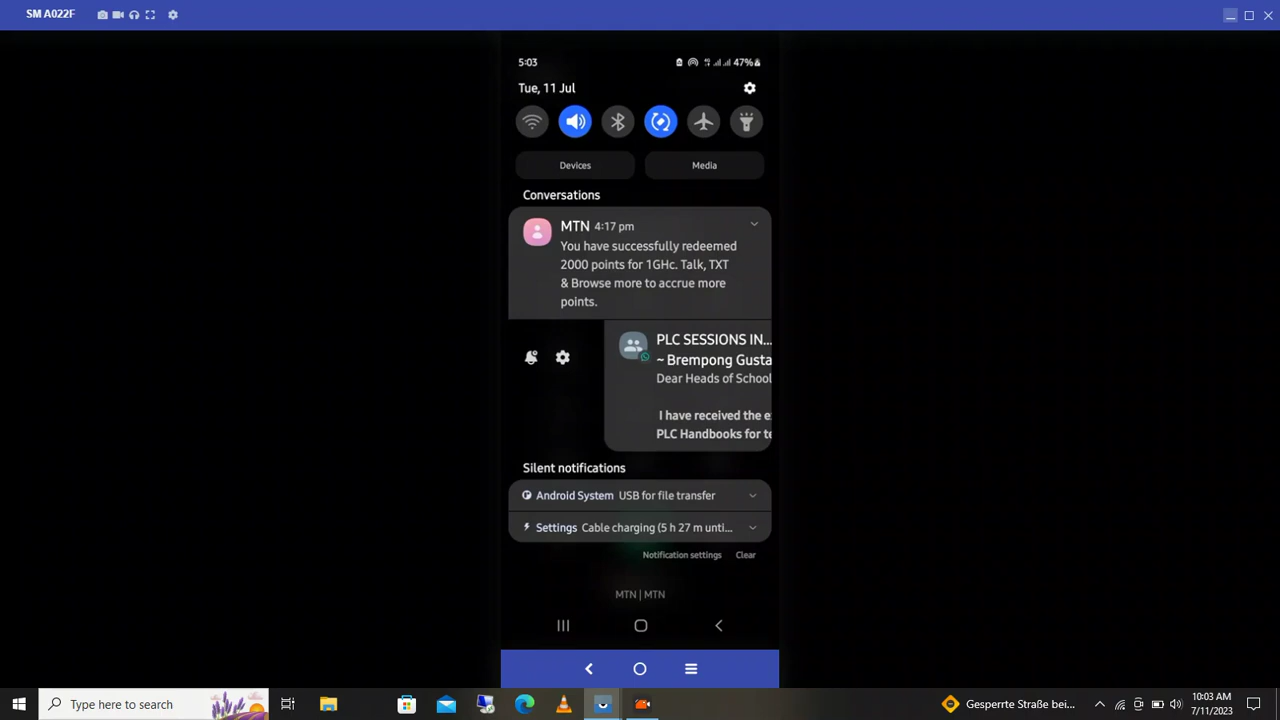 SM A022F
5:03
47%
Tue, 11 Jul
Devices
Media
Conversations
MTN 4:17 pm
You have successfully redeemed
2000 points for 1GHc. Talk, TXT
& Browse more to accrue more
points.
PLC SESSIONS IN...
~ Brempong Gusta
Dear Heads of School
I have received the e
PLC Handbooks for te
Silent notifications
Android System USB for file transfer
Settings Cable charging (5 h 27 m unti...
Notification settings
Clear
MTN | MTN
Type here to search
Gesperrte Straße bei...
10:03 AM
7/11/2023